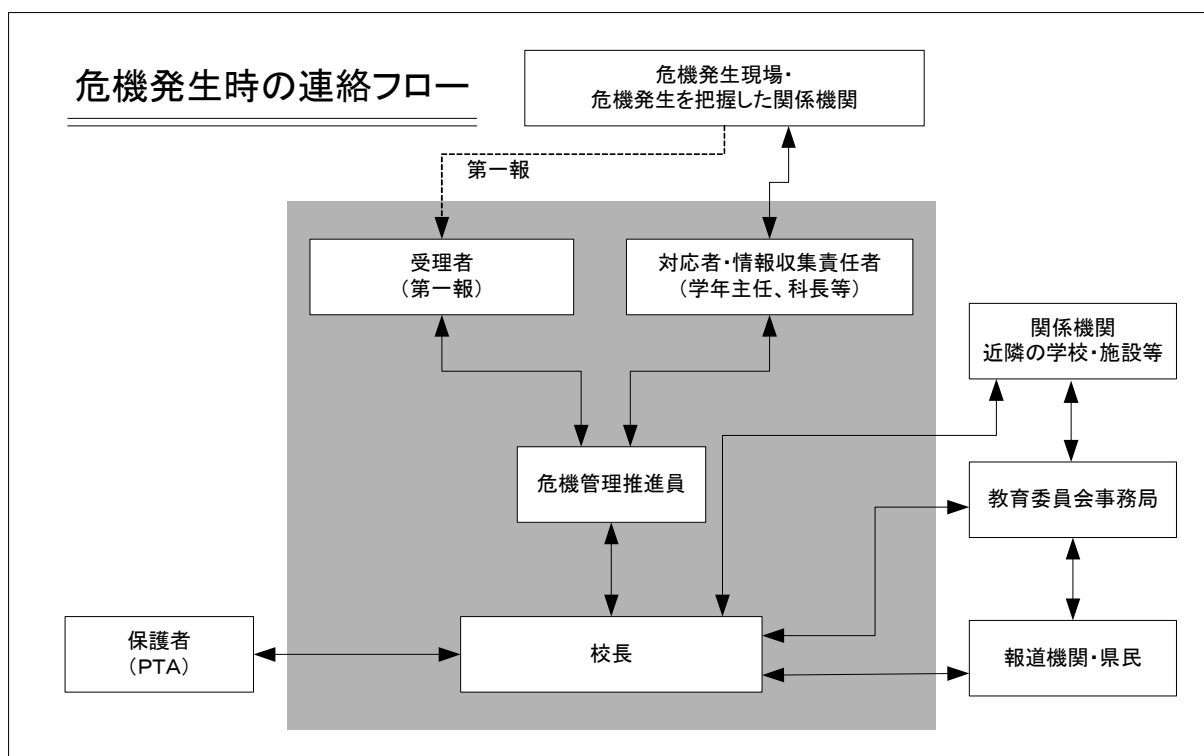 危機発生時の連絡フロー
危機発生現場・
危機発生を把握した関係機関
第一報
受理者
（第一報）
対応者・情報収集責任者
（学年主任、科長等）
関係機関
近隣の学校・施設等
危機管理推進員
教育委員会事務局
保護者
（PTA）
校長
報道機関・県民